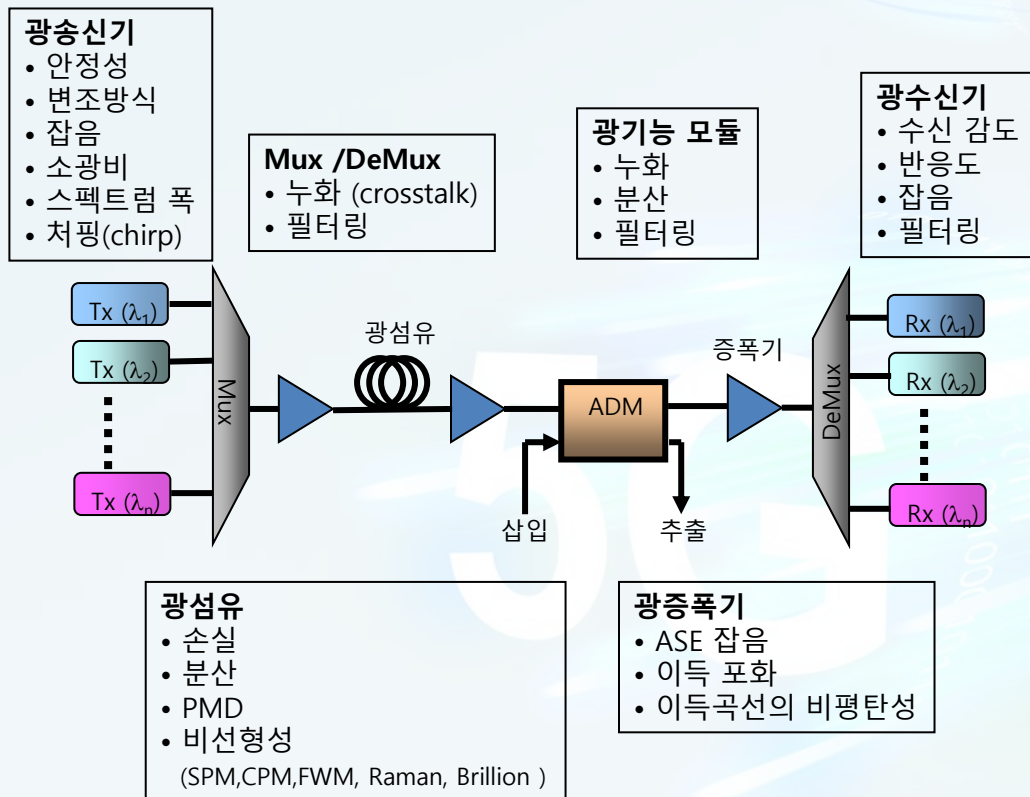 광송신기
• 안정성
• 변조방식
• 잡음
• 소광비
• 스펙트럼 폭
• 처핑(chirp)
Mux /DeMux
• 누화 (crosstalk)
• 필터링
광기능 모듈
• 누화
• 분산
• 필터링
광수신기
• 수신 감도
• 반응도
• 잡음
• 필터링
Tx (λ₁)
Tx (λ₂)
Tx (λₙ)
Mux
광섬유
ADM
삽입
추출
증폭기
DeMux
Rx (λ₁)
Rx (λ₂)
Rx (λₙ)
5G
광섬유
• 손실
• 분산
• PMD
• 비선형성
(SPM,CPM,FWM, Raman, Brillion )
광증폭기
• ASE 잡음
• 이득 포화
• 이득곡선의 비평탄성